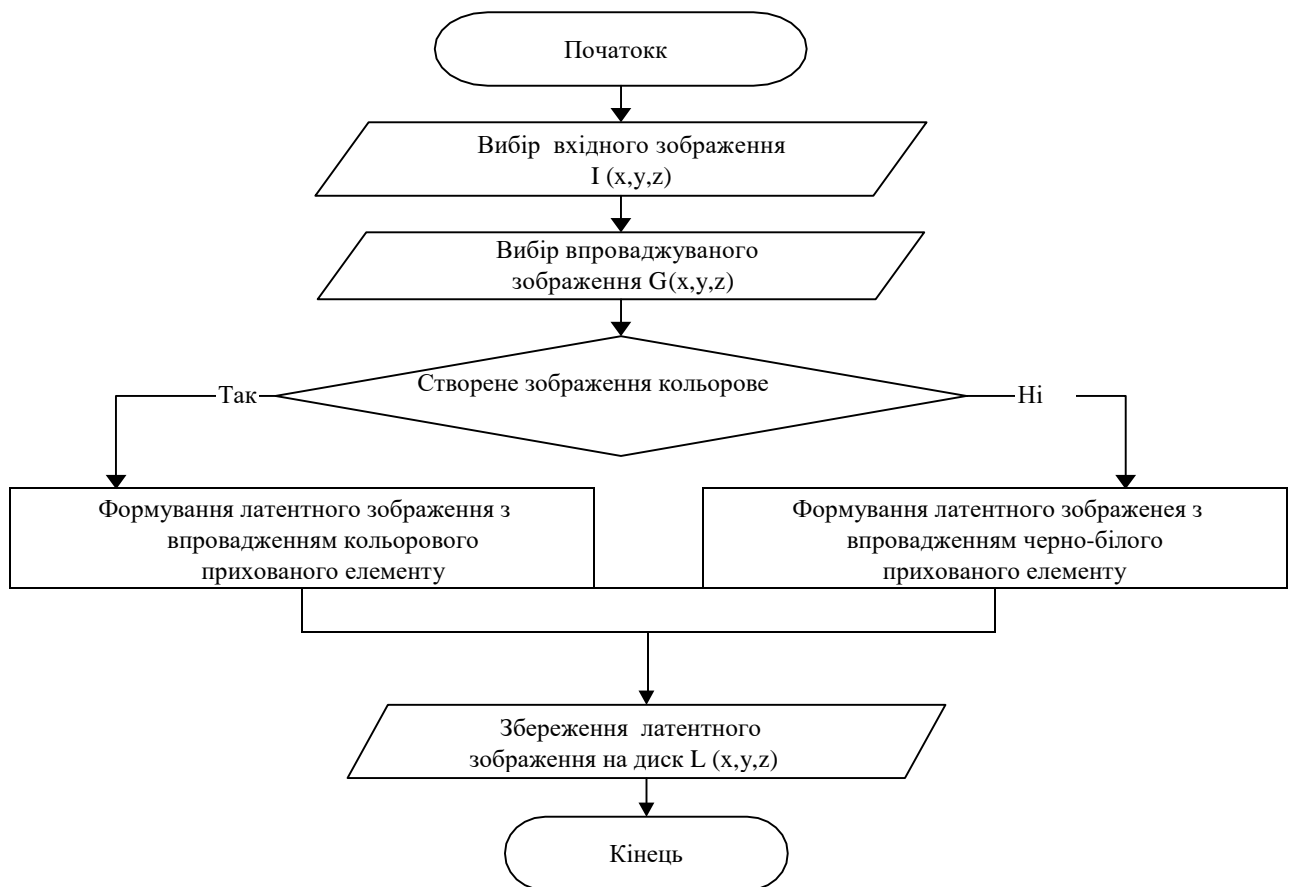 Початокк
Вибір вхідного зображення
I (x,y,z)
Вибір впроваджуваного
зображення G(x,y,z)
Створене зображення кольорове
Так
Ні
Формування латентного зображення з
впровадженням кольорового
прихованого елементу
Формування латентного зображенея з
впровадженням черно-білого
прихованого елементу
Збереження латентного
зображення на диск L (x,y,z)
Кінець